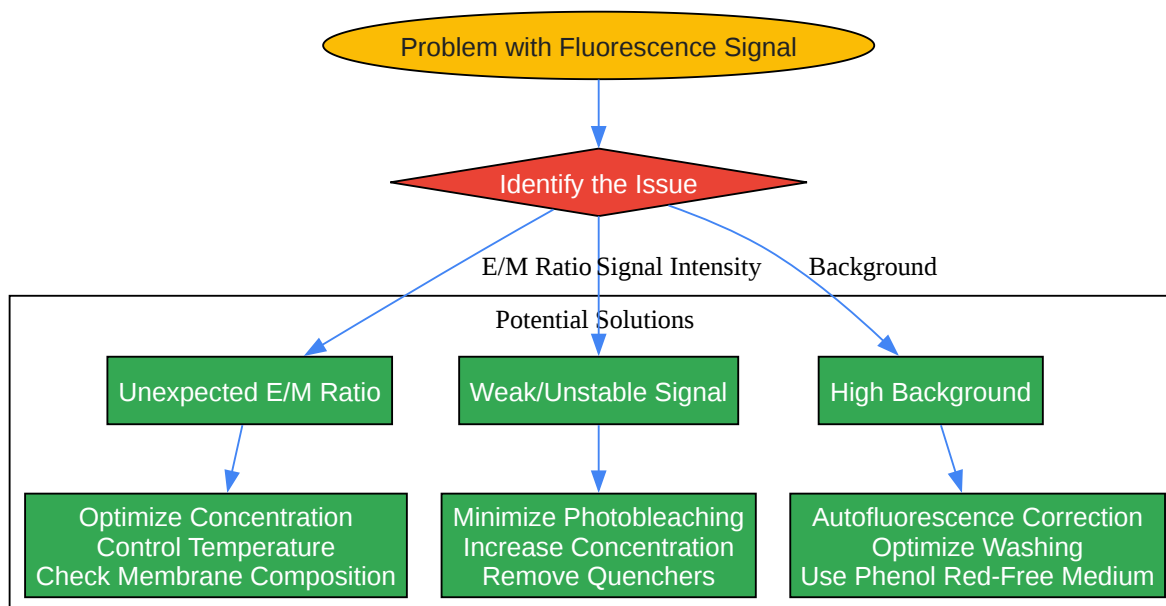 Problem with Fluorescence Signal
Identify the Issue
E/M Ratio
Signal Intensity
Background
Potential Solutions
Unexpected E/M Ratio
Weak/Unstable Signal
High Background
Optimize Concentration
Control Temperature
Check Membrane Composition
Minimize Photobleaching
Increase Concentration
Remove Quenchers
Autofluorescence Correction
Optimize Washing
Use Phenol Red-Free Medium